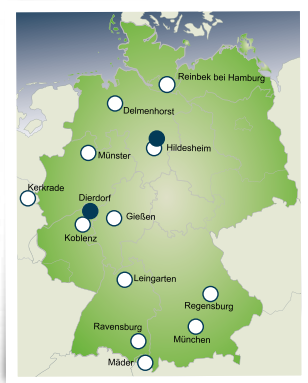 Reinbek bei Hamburg
Delmenhorst
Hildesheim
Münster
Kerkrade
Dierdorf
Gießen
Koblenz
Leingarten
Regensburg
Ravensburg
München
Mäder